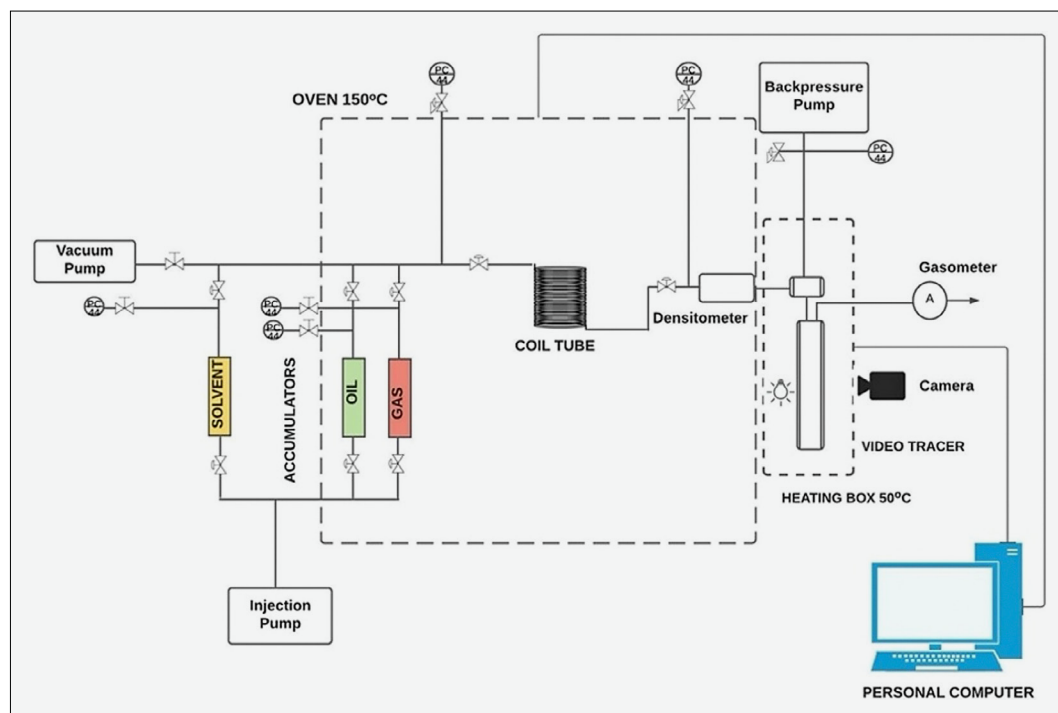 PC
44
PC
44
OVEN 150ºC
Backpressure
Pump
PC
44
Vacuum
Pump
Gasometer
A
PC
44
PC
44
PC
44
Densitometer
COIL TUBE
SOLVENT
ACCUMULATORS
OIL
GAS
Camera
VIDEO TRACER
HEATING BOX 50ºC
Injection
Pump
PERSONAL COMPUTER